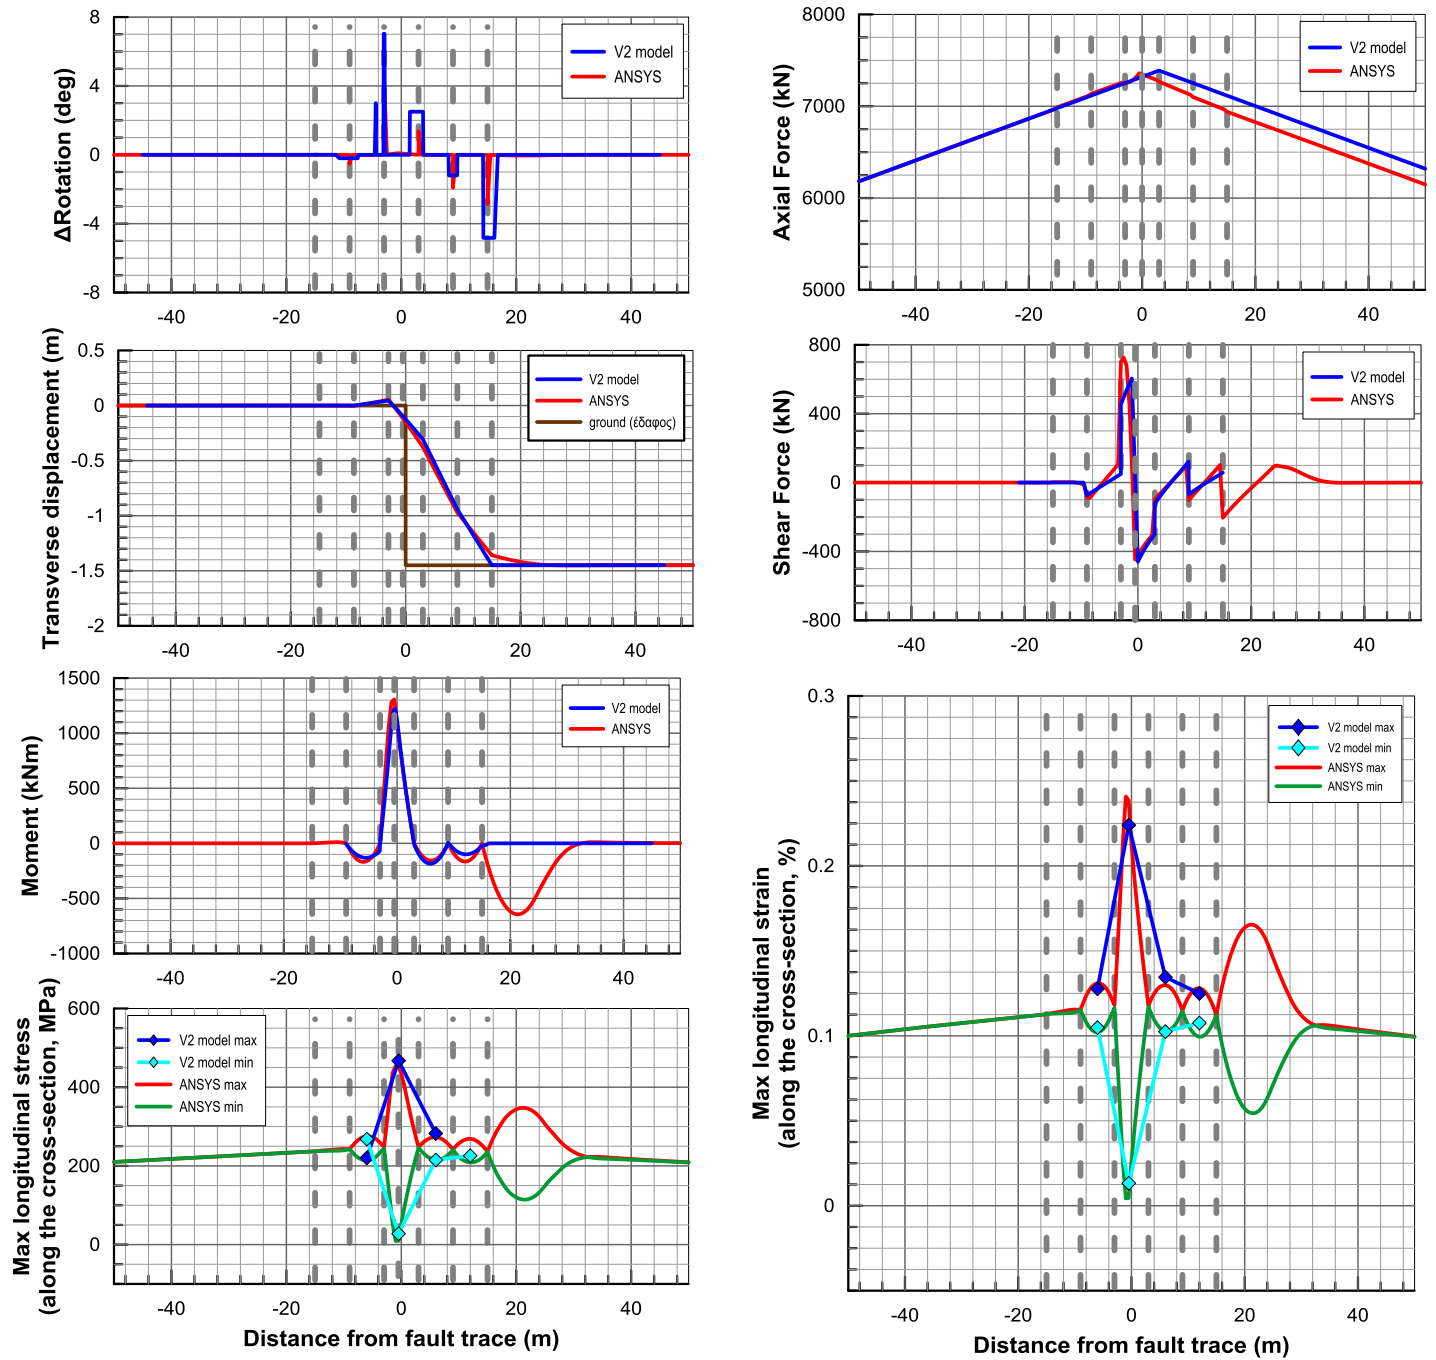 ΔRotation (deg)
8
4
0
-4
-8
V2 model
ANSYS
-40
-20
0
20
40
Axial Force (kN)
8000
7000
6000
5000
V2 model
ANSYS
-40
-20
0
20
40
Transverse displacement (m)
0.5
0
-0.5
-1
-1.5
-2
V2 model
ANSYS
ground (έδαφος)
-40
-20
0
20
40
Shear Force (kN)
800
400
0
-400
-800
V2 model
ANSYS
-40
-20
0
20
40
Moment (kNm)
1500
1000
500
0
-500
-1000
V2 model
ANSYS
-40
-20
0
20
40
Max longitudinal stress
(along the cross-section, MPa)
600
400
200
0
V2 model max
V2 model min
ANSYS max
ANSYS min
-40
-20
0
20
40
Distance from fault trace (m)
Max longitudinal strain
(along the cross-section, %)
0.3
0.2
0.1
0
V2 model max
V2 model min
ANSYS max
ANSYS min
-40
-20
0
20
40
Distance from fault trace (m)